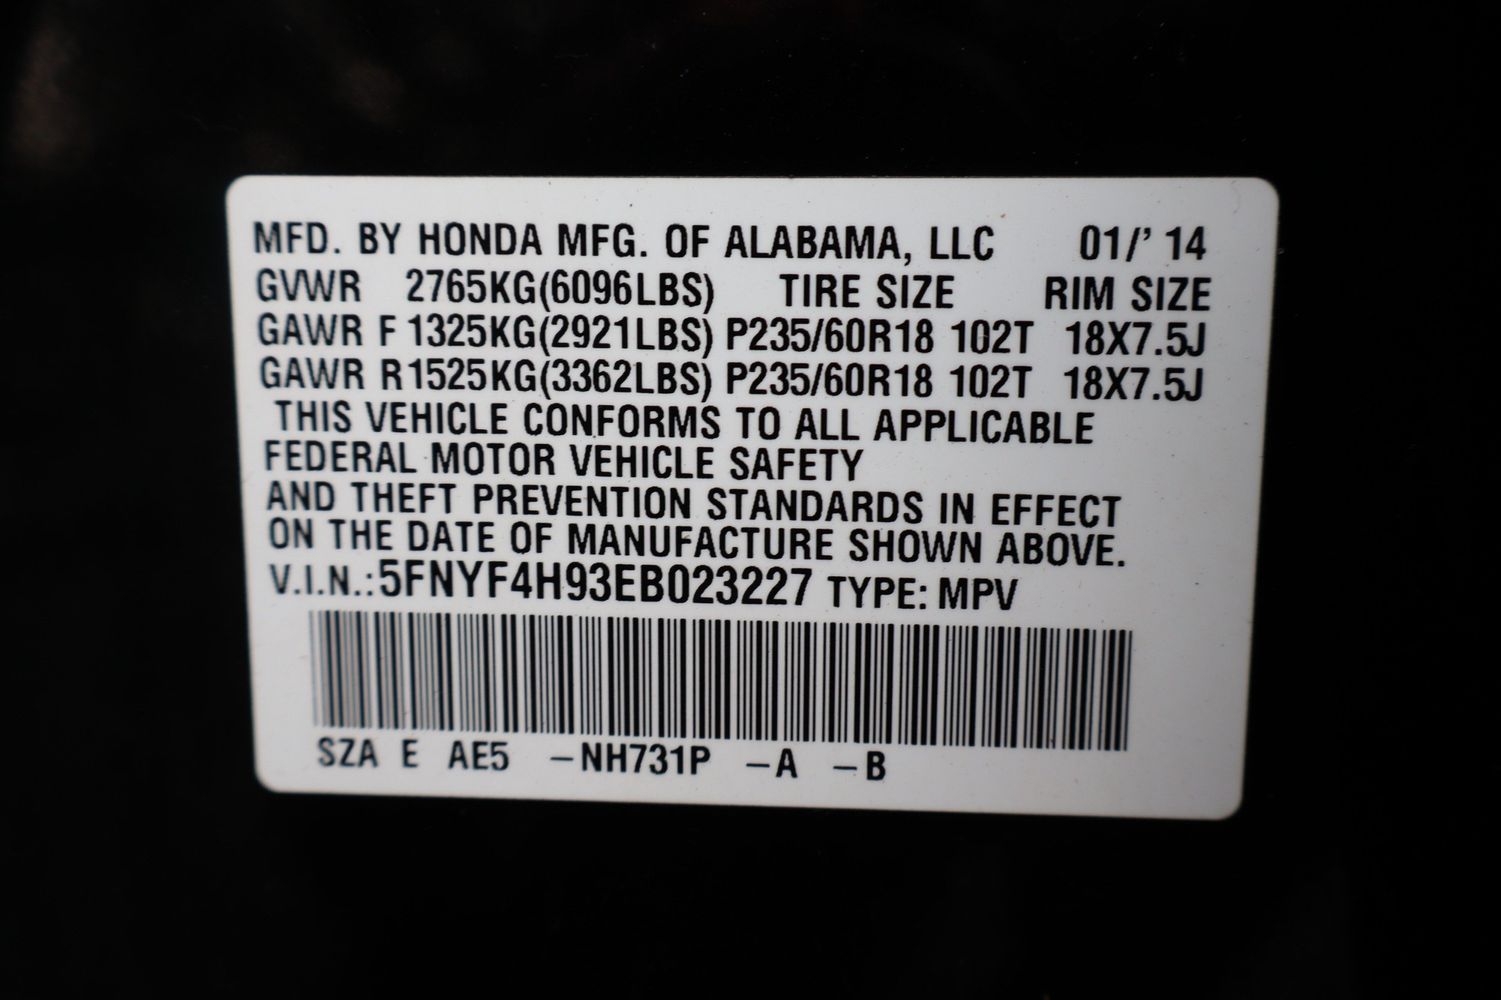 MFD. BY HONDA MFG. OF ALABAMA, LLC 01/' 14
GVWR 2765KG(6096LBS) TIRE SIZE RIM SIZE
GAWR F 1325KG(2921LBS) P235/60R18 102T 18X7.5J
GAWR R1525KG(3362LBS) P235/60R18 102T 18X7.5J
THIS VEHICLE CONFORMS TO ALL APPLICABLE
FEDERAL MOTOR VEHICLE SAFETY
AND THEFT PREVENTION STANDARDS IN EFFECT
ON THE DATE OF MANUFACTURE SHOWN ABOVE.
V.I.N.:5FNYF4H93EB023227 TYPE: MPV
SZA E AE5 –NH731P –A –B